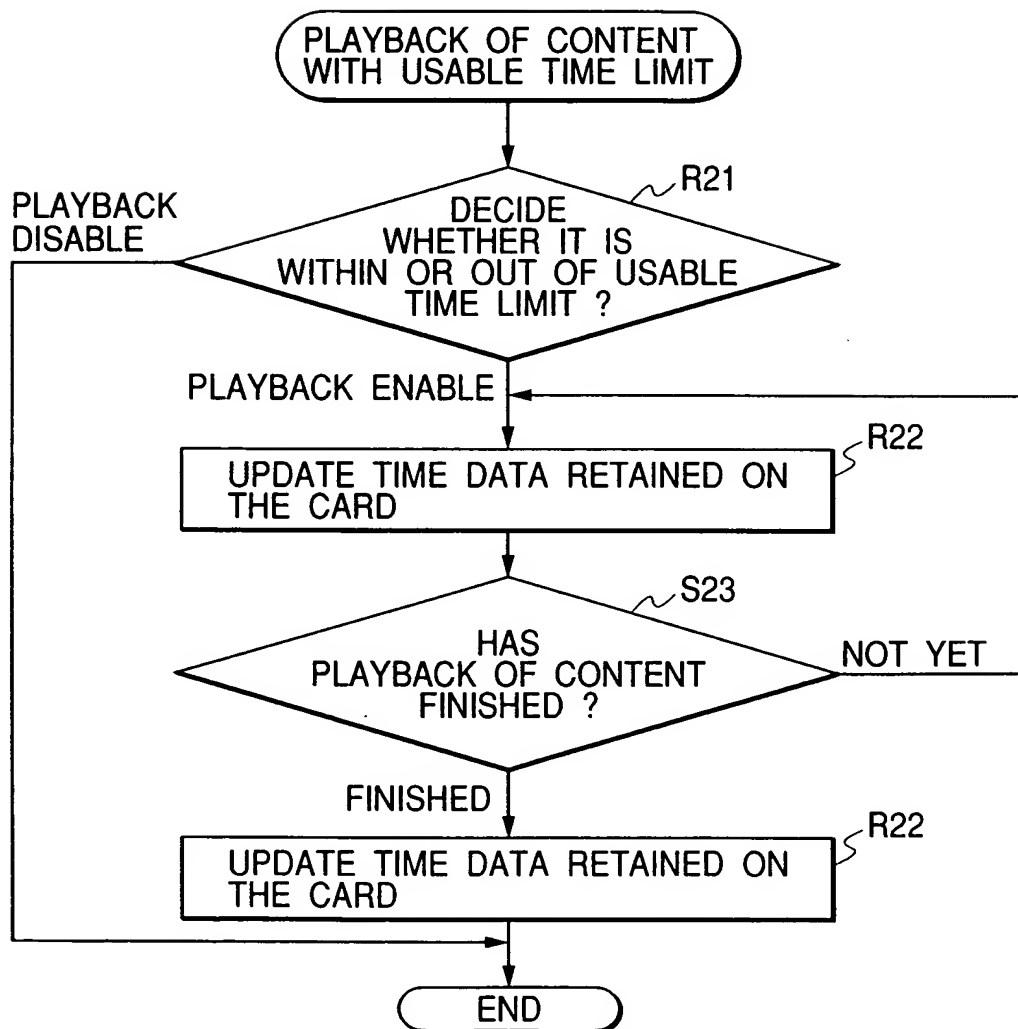 PLAYBACK OF CONTENT
WITH USABLE TIME LIMIT
R21
PLAYBACK
DISABLE
DECIDE
WHETHER IT IS
WITHIN OR OUT OF USABLE
TIME LIMIT ?
PLAYBACK ENABLE
R22
UPDATE TIME DATA RETAINED ON
THE CARD
S23
HAS
PLAYBACK OF CONTENT
FINISHED ?
NOT YET
FINISHED
R22
UPDATE TIME DATA RETAINED ON
THE CARD
END